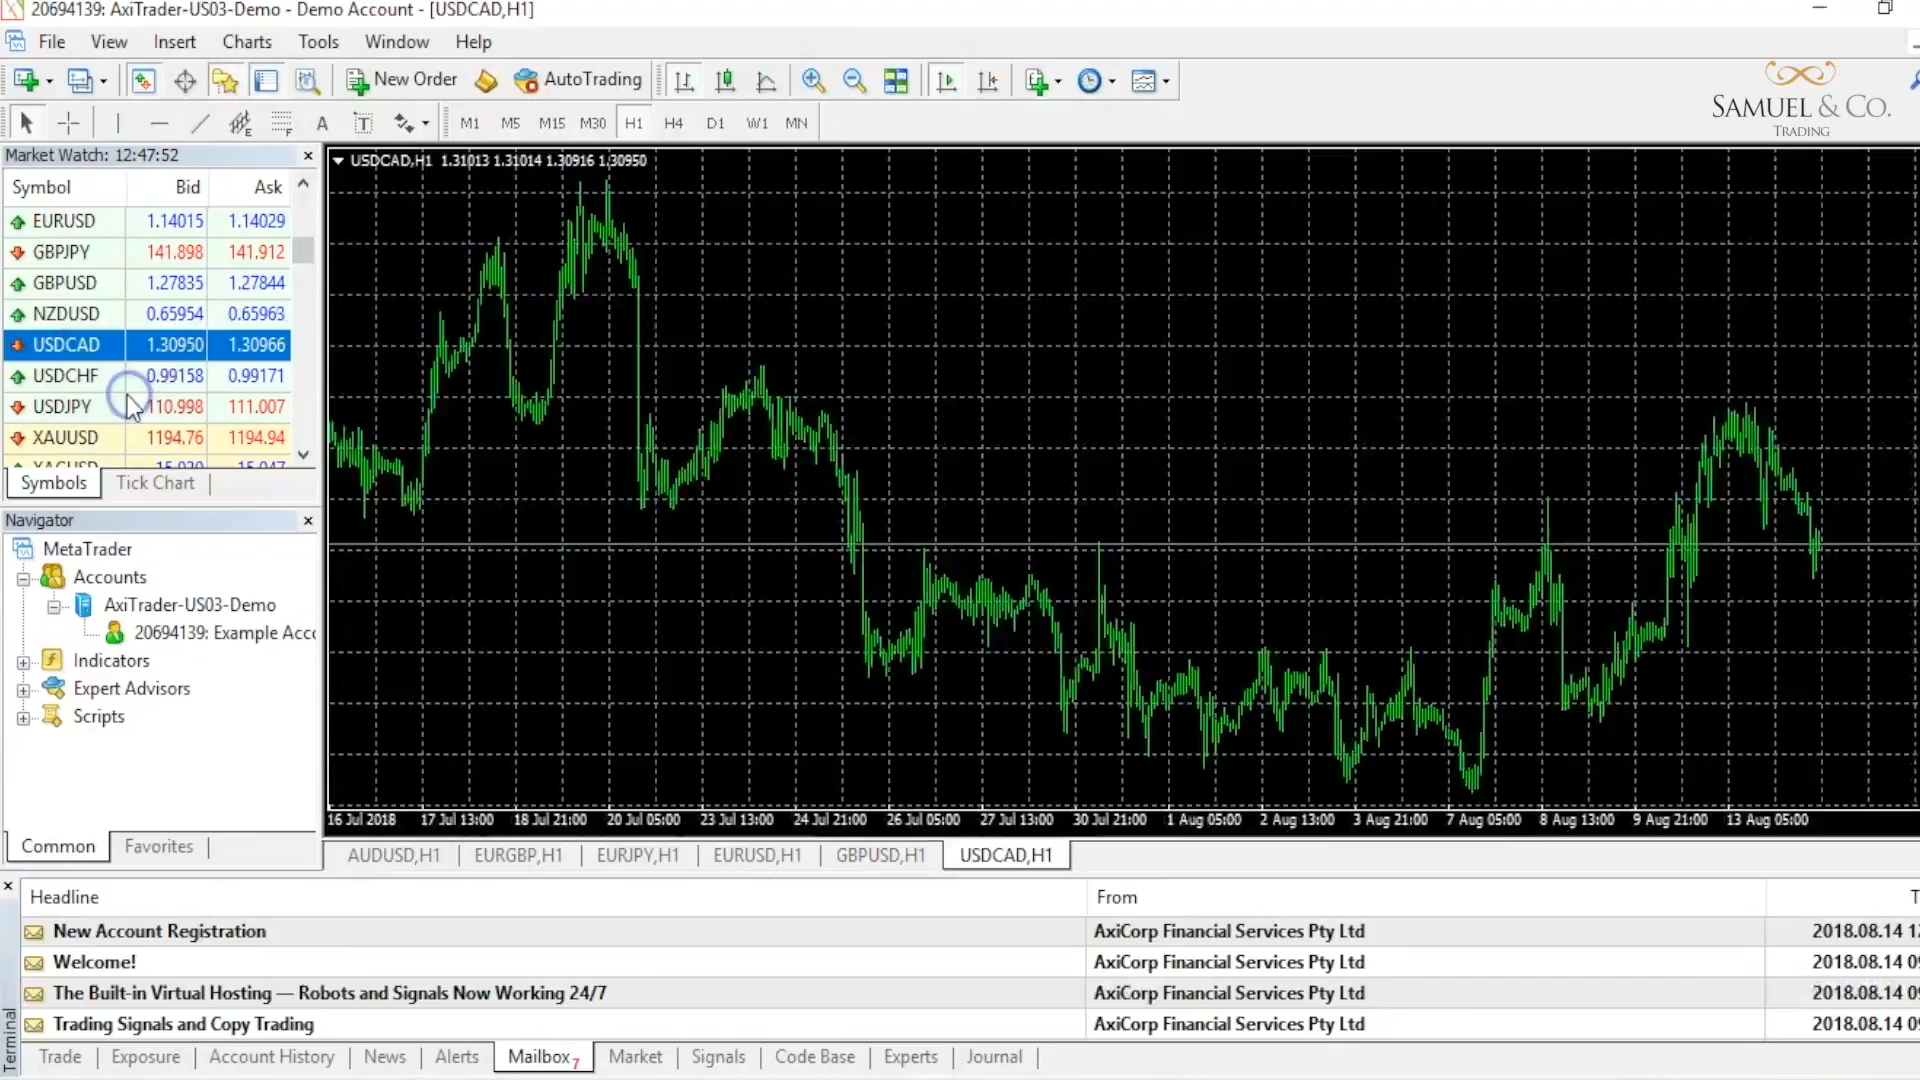 20694139: AxiTrader-US03-Demo - Demo Account - [USDCAD,H1]
File View Insert Charts Tools Window Help
New Order AutoTrading
SAMUEL & CO.
TRADING
A T M1 M5 M15 M30 H1 H4 D1 W1 MN
Market Watch: 12:47:52
Symbol Bid Ask
EURUSD 1.14015 1.14029
GBPJPY 141.898 141.912
GBPUSD 1.27835 1.27844
NZDUSD 0.65954 0.65963
USDCAD 1.30950 1.30966
USDCHF 0.99158 0.99171
USDJPY 110.998 111.007
XAUUSD 1194.76 1194.94
Symbols Tick Chart
USDCAD,H1 1.31013 1.31014 1.30916 1.30950
Navigator
MetaTrader
Accounts
AxiTrader-US03-Demo
20694139: Example Acc
Indicators
Expert Advisors
Scripts
Common Favorites
16 Jul 2018 17 Jul 13:00 18 Jul 21:00 20 Jul 05:00 23 Jul 13:00 24 Jul 21:00 26 Jul 05:00 27 Jul 13:00 30 Jul 21:00 1 Aug 05:00 2 Aug 13:00 3 Aug 21:00 7 Aug 05:00 8 Aug 13:00 9 Aug 21:00 13 Aug 05:00
AUDUSD,H1 EURGBP,H1 EURJPY,H1 EURUSD,H1 GBPUSD,H1 USDCAD,H1
Headline From
New Account Registration AxiCorp Financial Services Pty Ltd 2018.08.14
Welcome! AxiCorp Financial Services Pty Ltd 2018.08.14
The Built-in Virtual Hosting — Robots and Signals Now Working 24/7 AxiCorp Financial Services Pty Ltd 2018.08.14
Trading Signals and Copy Trading AxiCorp Financial Services Pty Ltd 2018.08.14
Terminal
Trade Exposure Account History News Alerts Mailbox 7 Market Signals Code Base Experts Journal